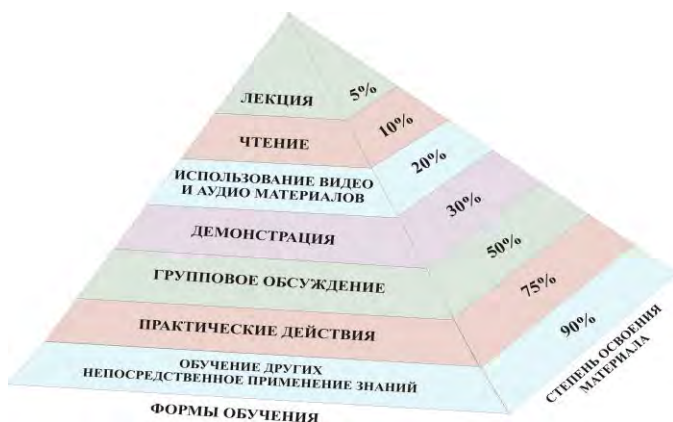 ЛЕКЦИЯ
5%
ЧТЕНИЕ
10%
ИСПОЛЬЗОВАНИЕ ВИДЕО
И АУДИО МАТЕРИАЛОВ
20%
ДЕМОНСТРАЦИЯ
30%
ГРУППОВОЕ ОБСУЖДЕНИЕ
50%
ПРАКТИЧЕСКИЕ ДЕЙСТВИЯ
75%
ОБУЧЕНИЕ ДРУГИХ
НЕПОСРЕДСТВЕННОЕ ПРИМЕНЕНИЕ ЗНАНИЙ
90%
ФОРМЫ ОБУЧЕНИЯ
СТЕПЕНЬ ОСВОЕНИЯ
МАТЕРИАЛА